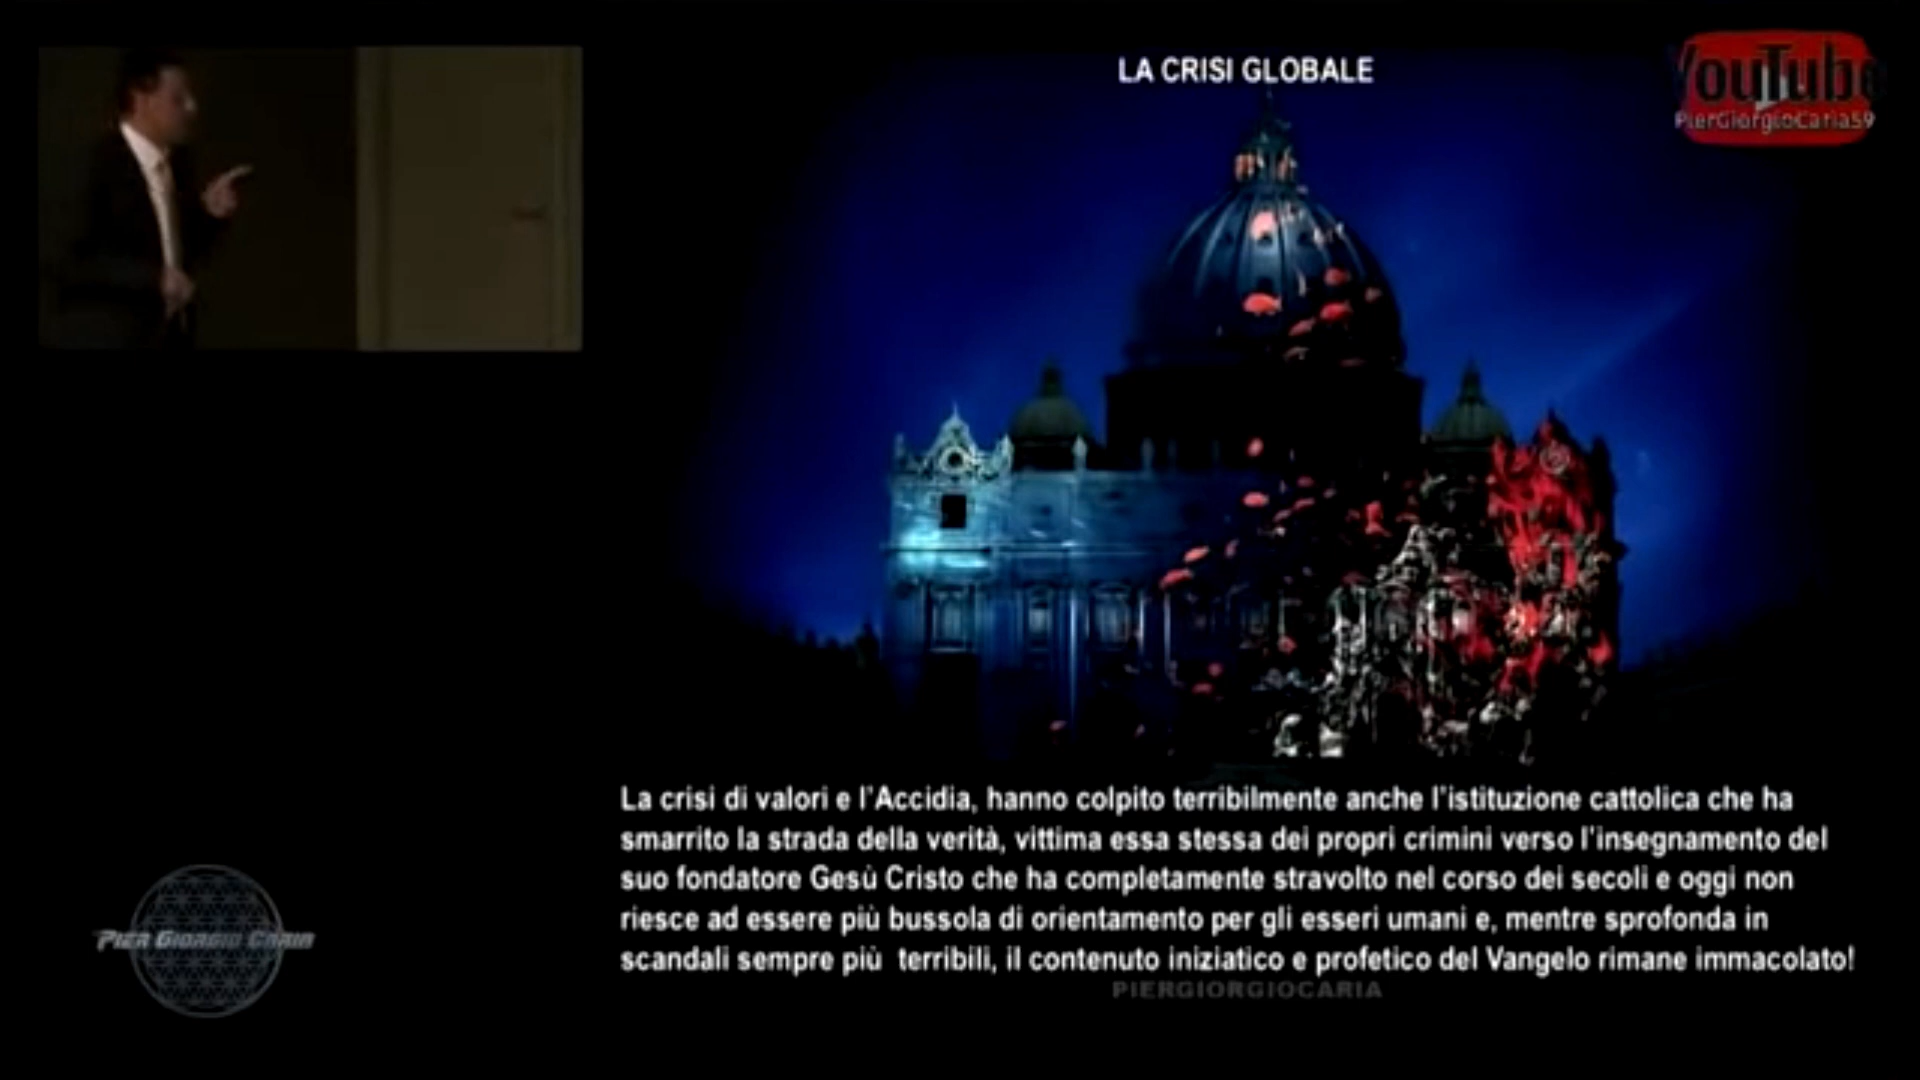 LA CRISI GLOBALE
YouTube
PierGiorgioCaria59
La crisi di valori e l'Accidia, hanno colpito terribilmente anche l'istituzione cattolica che ha
smarrito la strada della verità, vittima essa stessa dei propri crimini verso l'insegnamento del
suo fondatore Gesù Cristo che ha completamente stravolto nel corso dei secoli e oggi non
riesce ad essere più bussola di orientamento per gli esseri umani e, mentre sprofonda in
scandali sempre più  terribili, il contenuto iniziatico e profetico del Vangelo rimane immacolato!
PIERGIORGIOCARIA
PIER GIORGIO CARIA